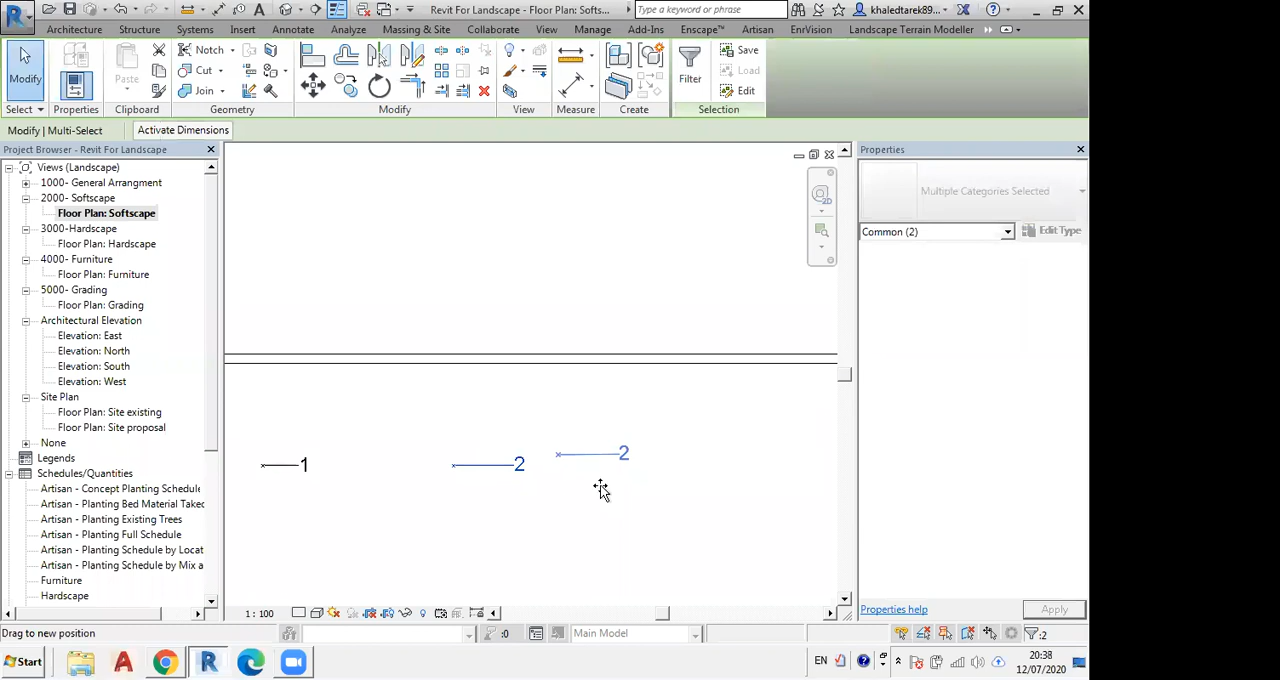 Revit For Landscape - Floor Plan: Softs...
Type a keyword or phrase
khaledtarek89...
Architecture
Structure
Systems
Insert
Annotate
Analyze
Massing & Site
Collaborate
View
Manage
Add-Ins
Enscape™
Artisan
EnVision
Landscape Terrain Modeller
Modify
Paste
Notch
Cut
Join
Filter
Save
Load
Edit
Select
Properties
Clipboard
Geometry
Modify
View
Measure
Create
Selection
Modify | Multi-Select
Activate Dimensions
Project Browser - Revit For Landscape
Views (Landscape)
1000- General Arrangment
2000- Softscape
Floor Plan: Softscape
3000-Hardscape
Floor Plan: Hardscape
4000- Furniture
Floor Plan: Furniture
5000- Grading
Floor Plan: Grading
Architectural Elevation
Elevation: East
Elevation: North
Elevation: South
Elevation: West
Site Plan
Floor Plan: Site existing
Floor Plan: Site proposal
None
Legends
Schedules/Quantities
Artisan - Concept Planting Schedule
Artisan - Planting Bed Material Takeo
Artisan - Planting Existing Trees
Artisan - Planting Full Schedule
Artisan - Planting Schedule by Locat
Artisan - Planting Schedule by Mix a
Furniture
Hardscape
2D
1
2
2
Properties
Multiple Categories Selected
Common (2)
Edit Type
Properties help
Apply
1 : 100
Drag to new position
:0
Main Model
:2
Start
EN
20:38
12/07/2020